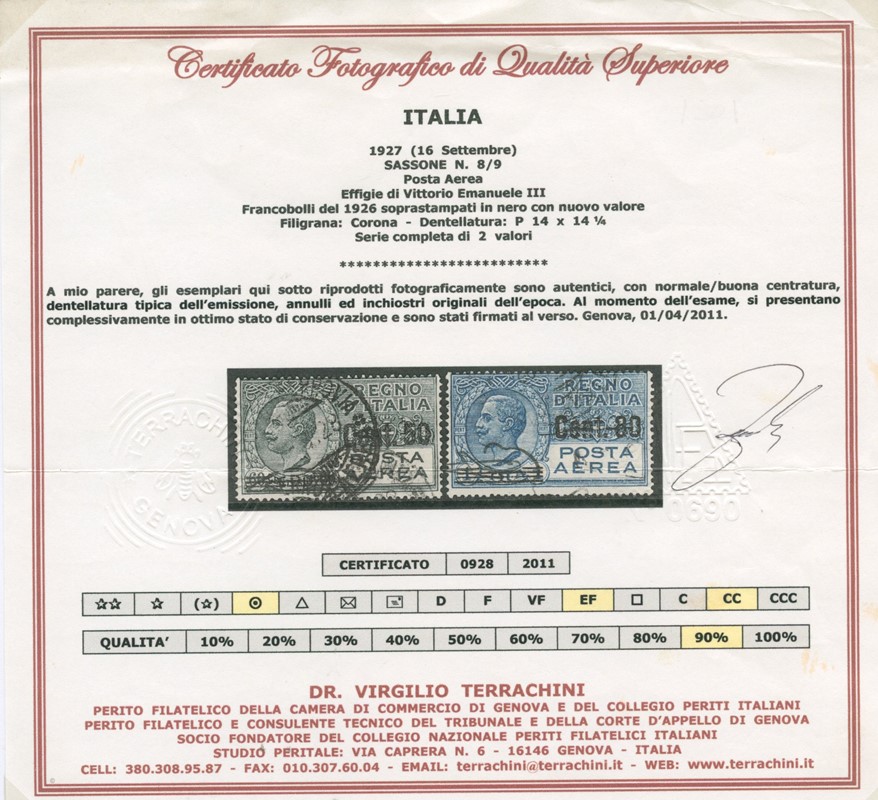 Certificato Fotografico di Qualità Superiore
ITALIA
1927 (16 Settembre)
SASSONE N. 8/9
Posta Aerea
Effigie di Vittorio Emanuele III
Francobolli del 1926 soprastampati in nero con nuovo valore
Filigrana: Corona - Dentellatura: P 14 x 14 ¼
Serie completa di 2 valori
**************************
A mio parere, gli esemplari qui sotto riprodotti fotograficamente sono autentici, con normale/buona centratura,
dentellatura tipica dell'emissione, annulli ed inchiostri originali dell'epoca. Al momento dell'esame, si presentano
complessivamente in ottimo stato di conservazione e sono stati firmati al verso. Genova, 01/04/2011.
REGNO
D'ITALIA
Cent. 50
POSTA
AEREA
REGNO
D'ITALIA
Cent. 80
POSTA
AEREA
TERRACHINI
GENOVA
0690
CERTIFICATO 0928 2011
☆☆ ☆ (☆) ⊙ △ ✉ D F VF EF □ C CC CCC
QUALITA' 10% 20% 30% 40% 50% 60% 70% 80% 90% 100%
DR. VIRGILIO TERRACHINI
PERITO FILATELICO DELLA CAMERA DI COMMERCIO DI GENOVA E DEL COLLEGIO PERITI ITALIANI
PERITO FILATELICO E CONSULENTE TECNICO DEL TRIBUNALE E DELLA CORTE D'APPELLO DI GENOVA
SOCIO FONDATORE DEL COLLEGIO NAZIONALE PERITI FILATELICI ITALIANI
STUDIO PERITALE: VIA CAPRERA N. 6 - 16146 GENOVA - ITALIA
CELL: 380.308.95.87 - FAX: 010.307.60.04 - EMAIL: terrachini@terrachini.it - WEB: www.terrachini.it
©